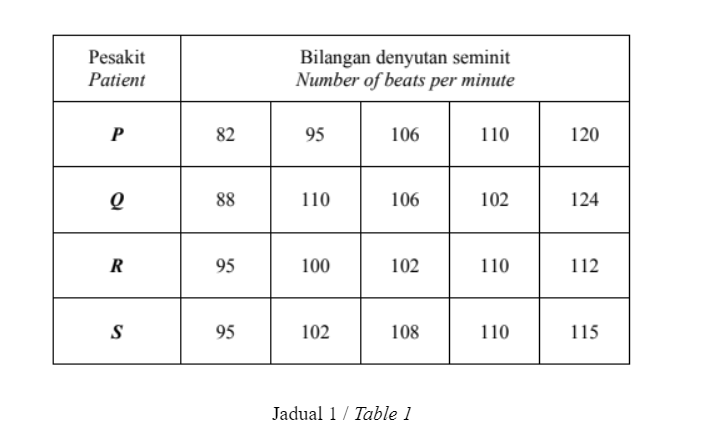 Pesakit
Patient
Bilangan denyutan seminit
Number of beats per minute
P 82 95 106 110 120
Q 88 110 106 102 124
R 95 100 102 110 112
S 95 102 108 110 115
Jadual 1 / Table 1